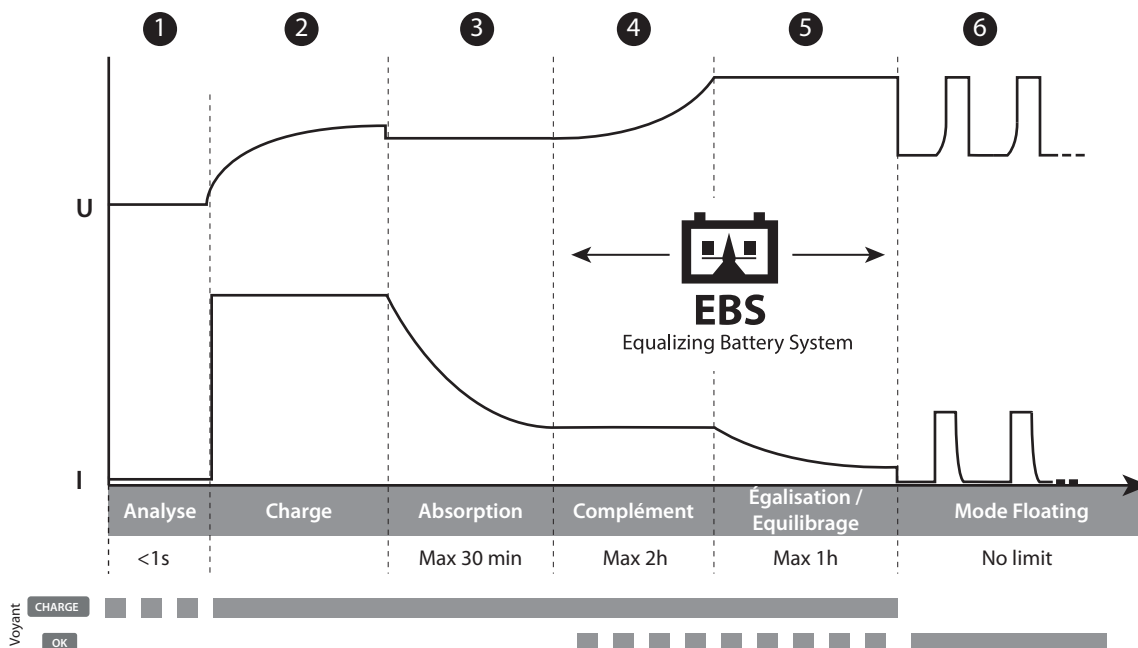 1 2 3 4 5 6
U
EBS
Equalizing Battery System
I
Analyse Charge Absorption Complément Égalisation / Mode Floating
Equilibrage
<1s Max 30 min Max 2h Max 1h No limit
Voyant
CHARGE
OK